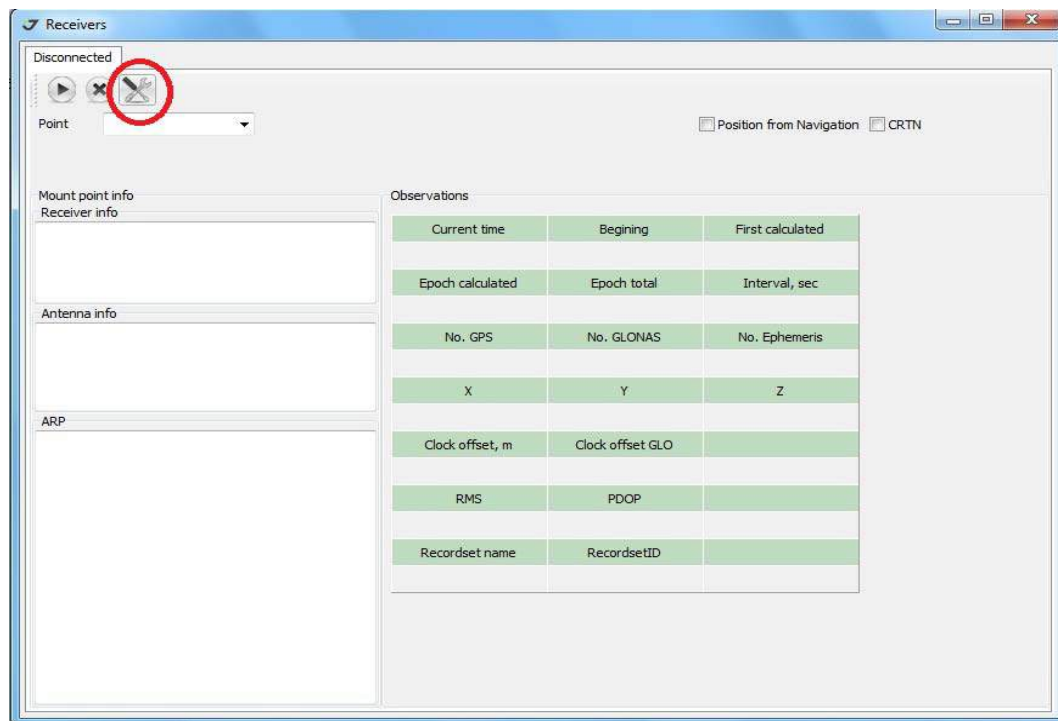 Receivers
Disconnected
Point
Position from Navigation CRTN
Mount point info
Receiver info
Antenna info
ARP
Observations
Current time Begining First calculated
Epoch calculated Epoch total Interval, sec
No. GPS No. GLONAS No. Ephemeris
X Y Z
Clock offset, m Clock offset GLO
RMS PDOP
Recordset name RecordsetID